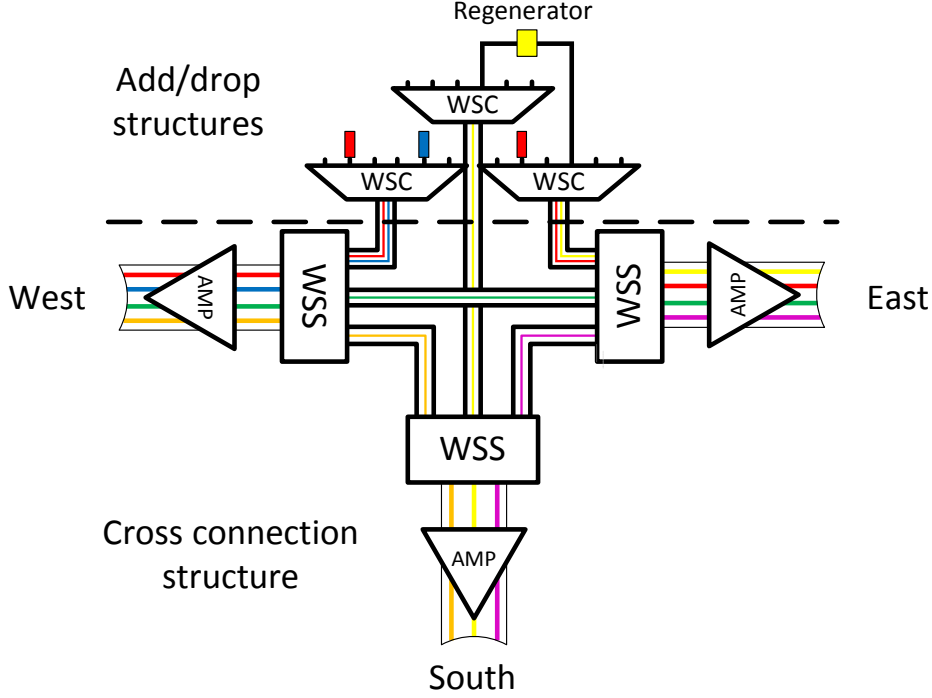 Regenerator
Add/drop
structures
WSC
WSC
WSC
West
AMP
WSS
WSS
AMP
East
WSS
Cross connection
structure
AMP
South